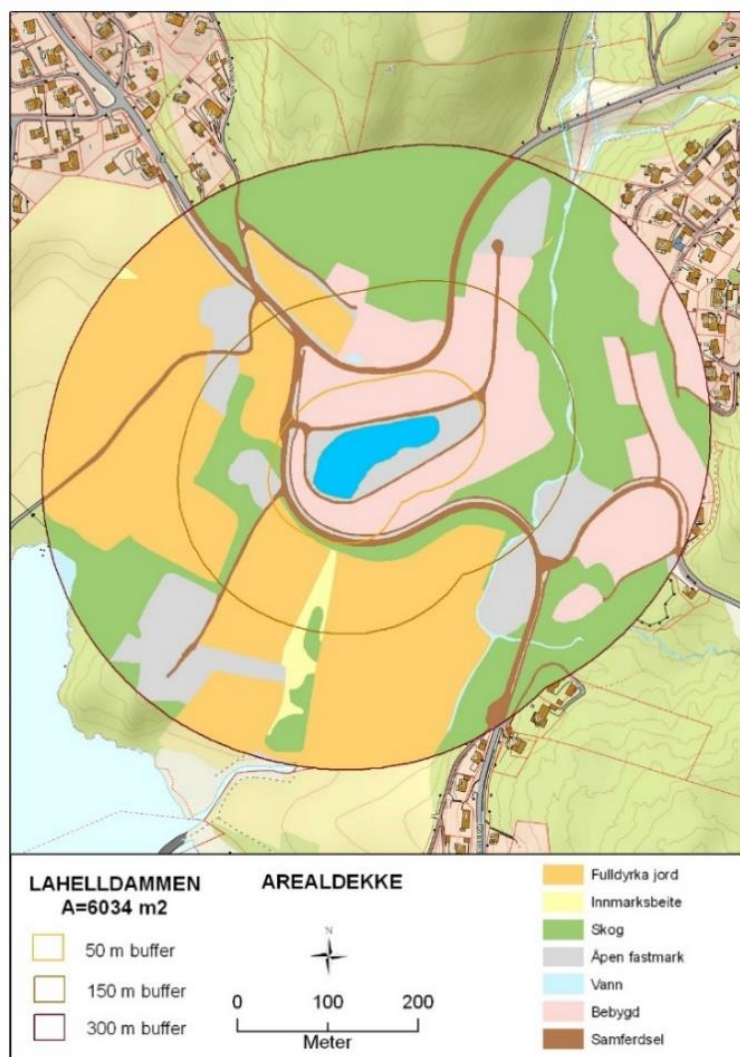 LAHELLDAMMEN
A=6034 m2
50 m buffer
150 m buffer
300 m buffer
AREALDEKKE
N
0 100 200
Meter
Fulldyrka jord
Innmarksbeite
Skog
Åpen fastmark
Vann
Bebygd
Samferdsel